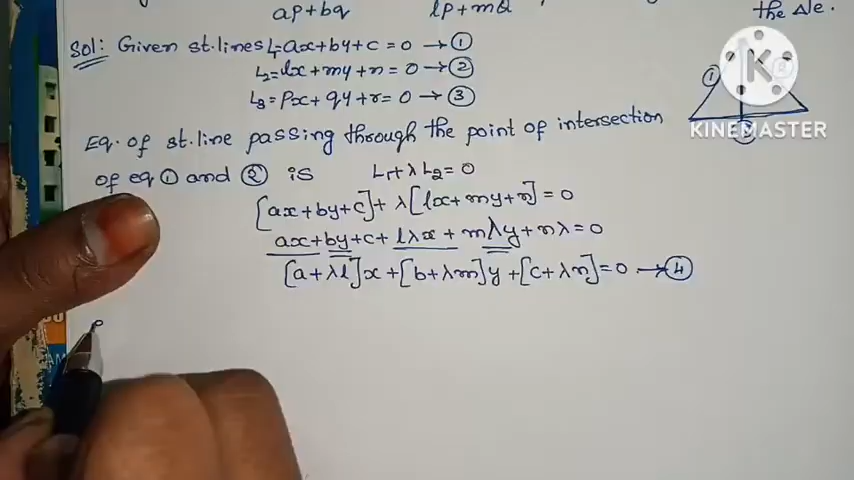 ap+bq lp+mQ the Δle.
Sol: Given st.lines L₁=ax+by+c = 0 → ①
L₂=lx+my+n = 0 → ②
L₃=px+qy+r = 0 → ③
Eq. of st.line passing through the point of intersection
of eq ① and ② is L₁+λL₂=0
[ax+by+c]+λ[lx+my+n]=0
ax+by+c+lλx+mλy+nλ=0
[a+λl]x+[b+λm]y+[c+λn]=0 → ④
①
K
KINEMASTER